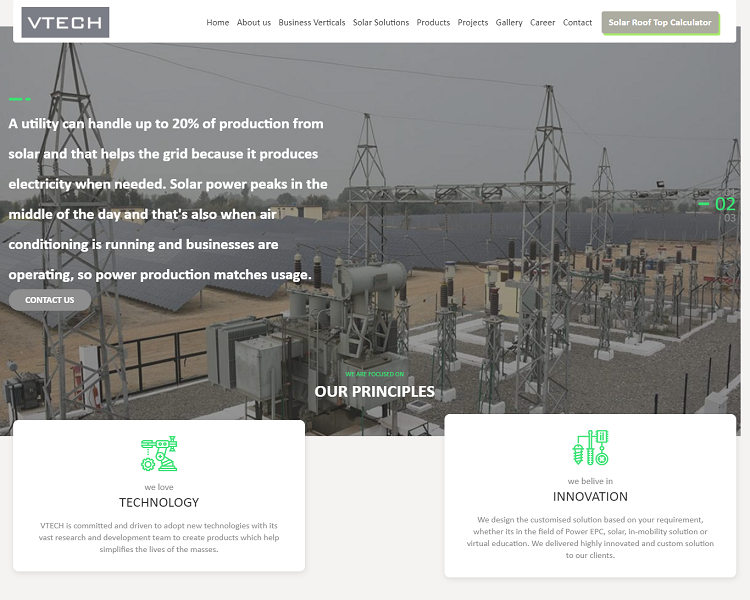 VTECH
Home About us Business Verticals Solar Solutions Products Projects Gallery Career Contact Solar Roof Top Calculator
A utility can handle up to 20% of production from
solar and that helps the grid because it produces
electricity when needed. Solar power peaks in the
middle of the day and that's also when air
conditioning is running and businesses are
operating, so power production matches usage.
02
03
CONTACT US
WE ARE FOCUSED ON
OUR PRINCIPLES
we love
TECHNOLOGY
VTECH is committed and driven to adopt new technologies with its
vast research and development team to create products which help
simplifies the lives of the masses.
we belive in
INNOVATION
We design the customised solution based on your requirement,
whether its in the field of Power EPC, solar, in-mobility solution or
virtual education. We delivered highly innovated and custom solution
to our clients.